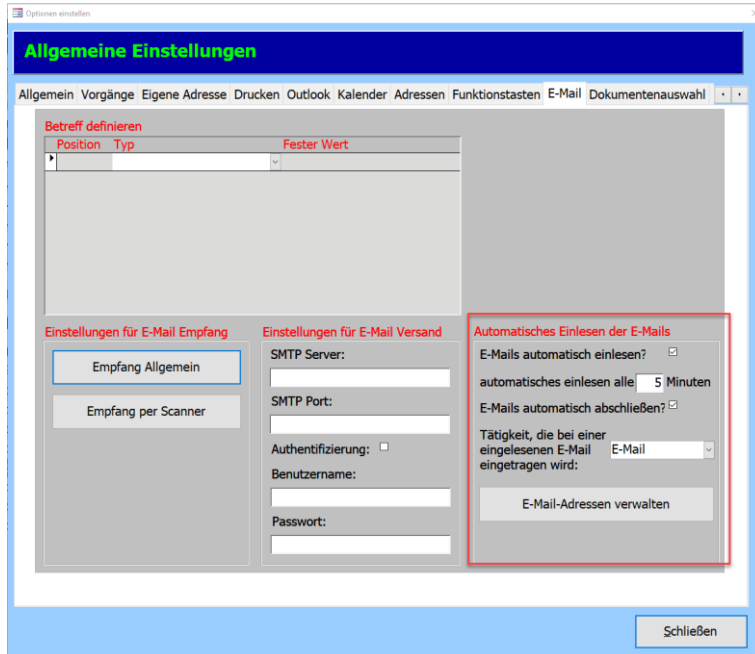 Optionen einstellen
Allgemeine Einstellungen
Allgemein Vorgänge Eigene Adresse Drucken Outlook Kalender Adressen Funktionstasten E-Mail Dokumentenauswahl
Betreff definieren
Position Typ Fester Wert
Einstellungen für E-Mail Empfang
Empfang Allgemein
Empfang per Scanner
Einstellungen für E-Mail Versand
SMTP Server:
SMTP Port:
Authentifizierung:
Benutzername:
Passwort:
Automatisches Einlesen der E-Mails
E-Mails automatisch einlesen?
automatisches einlesen alle 5 Minuten
E-Mails automatisch abschließen?
Tätigkeit, die bei einer
eingelesenen E-Mail E-Mail
eingetragen wird:
E-Mail-Adressen verwalten
Schließen